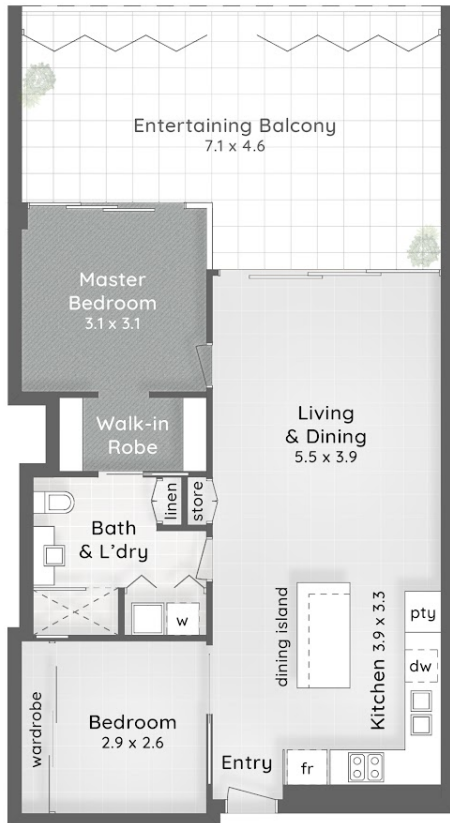 Entertaining Balcony
7.1 x 4.6
Master
Bedroom
3.1 x 3.1
Walk-in
Robe
Living
& Dining
5.5 x 3.9
linen
store
Bath
& L'dry
w
dining island
Kitchen 3.9 x 3.3
pty
dw
wardrobe
Bedroom
2.9 x 2.6
Entry
fr